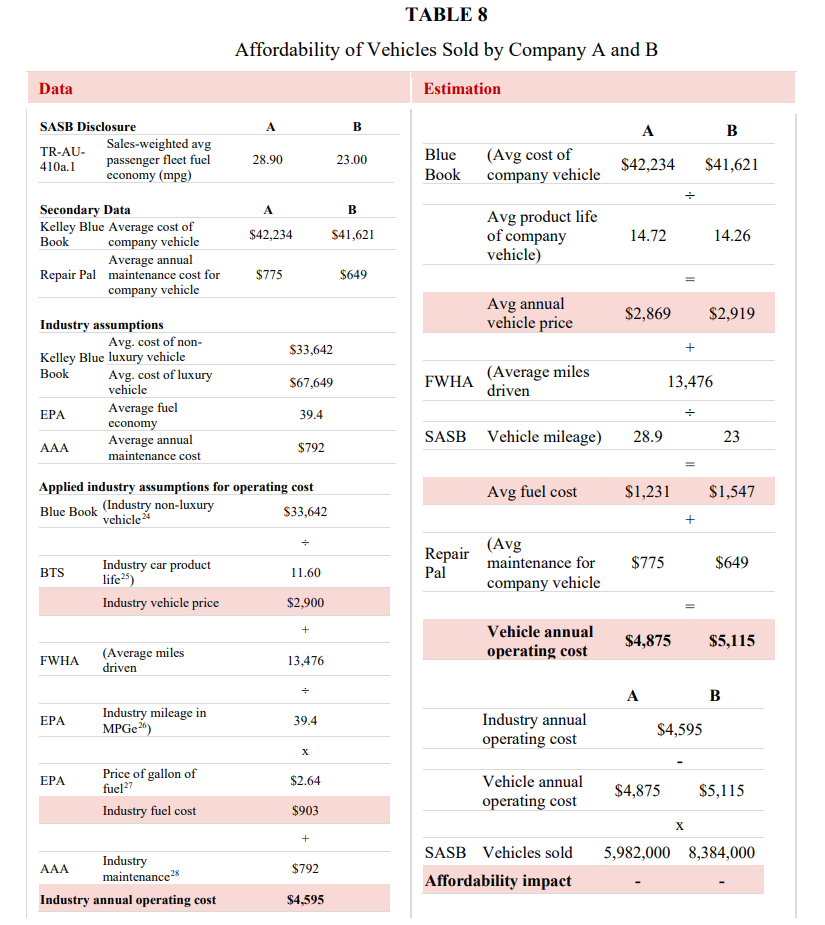 TABLE 8
Affordability of Vehicles Sold by Company A and B
Data
SASB Disclosure A B
TR-AU-410a.1 Sales-weighted avg
passenger fleet fuel 28.90 23.00
economy (mpg)
Secondary Data A B
Kelley Blue Average cost of
Book company vehicle $42,234 $41,621
Average annual
Repair Pal maintenance cost for $775 $649
company vehicle
Industry assumptions
Avg. cost of non-
Kelley Blue luxury vehicle $33,642
Book Avg. cost of luxury
vehicle $67,649
EPA Average fuel
economy 39.4
AAA Average annual
maintenance cost $792
Applied industry assumptions for operating cost
Blue Book (Industry non-luxury
vehicle24 $33,642
÷
BTS Industry car product
life25) 11.60
Industry vehicle price $2,900
+
FWHA (Average miles
driven 13,476
÷
EPA Industry mileage in
MPGe26) 39.4
x
EPA Price of gallon of
fuel27 $2.64
Industry fuel cost $903
+
AAA Industry
maintenance28 $792
Industry annual operating cost $4,595
Estimation
A B
Blue (Avg cost of
Book company vehicle $42,234 $41,621
÷
Avg product life
of company 14.72 14.26
vehicle)
=
Avg annual
vehicle price $2,869 $2,919
+
FWHA (Average miles
driven 13,476
÷
SASB Vehicle mileage) 28.9 23
=
Avg fuel cost $1,231 $1,547
+
(Avg
Repair maintenance for $775 $649
Pal company vehicle
=
Vehicle annual
operating cost $4,875 $5,115
A B
Industry annual
operating cost $4,595
-
Vehicle annual
operating cost $4,875 $5,115
x
SASB Vehicles sold 5,982,000 8,384,000
Affordability impact - -